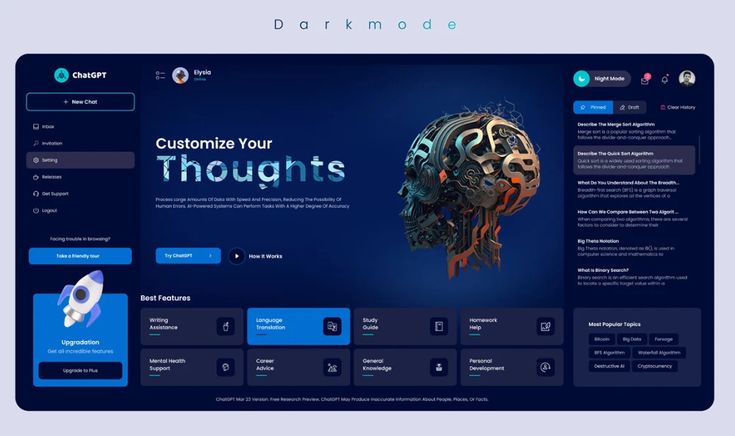 Darkmode
ChatGPT
+ New Chat
Inbox
Invitation
Setting
Releases
Get Support
Logout
Facing trouble in browsing?
Take a friendly tour
Upgradation
Get all incredible features
Upgrade to Plus
Elysia
Online
Customize Your
Thoughts
Process Large Amounts Of Data With Speed And Precision, Reducing The Possibility Of
Human Errors. AI-Powered Systems Can Perform Tasks With A Higher Degree Of Accuracy
Try ChatGPT
How It Works
Best Features
Writing
Assistance
Language
Translation
Study
Guide
Homework
Help
Mental Health
Support
Career
Advice
General
Knowledge
Personal
Development
Night Mode
Pinned
Draft
Clear History
Describe The Merge Sort Algorithm
Merge sort is a popular sorting algorithm that
follows the divide-and-conquer approach..
Describe The Quick Sort Algorithm
Quick sort is a widely used sorting algorithm that
follows the divide-and-conquer approach..
What Do You Understand About The Breadth...
Breadth first search (BFS) is a graph traversal
algorithm that explores all the vertices of a
How Can We Compare Between Two Algorit ...
When comparing two algorithms, there are several
factors to consider to determine their
Big Theta Notation
Big Theta notation, denoted as Θ(), is used in
computer science and mathematics to
What is Binary Search?
Binary search is an efficient search algorithm used
to locate a specific target value within a
Most Popular Topics
Bitcoin
Big Data
Forsage
BFS Algorithm
Waterfall Algorithm
Destructive AI
Cryptocurrency
ChatGPT Mar 23 Version. Free Research Preview. ChatGPT May Produce Inaccurate Information About People, Places, Or Facts.